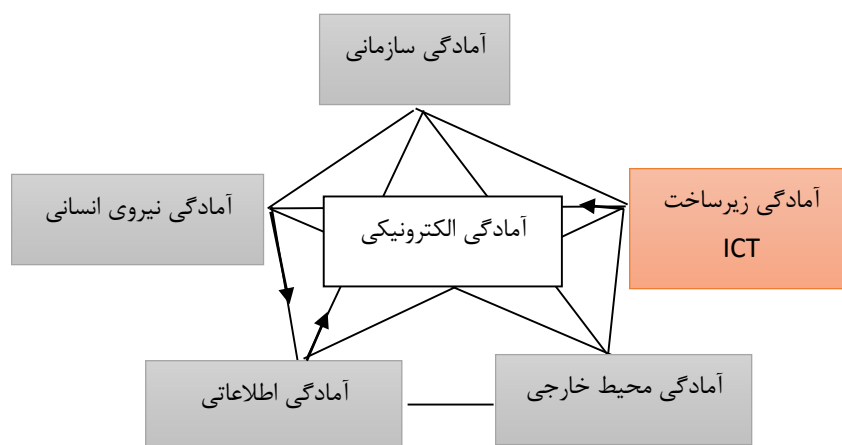 آمادگی سازمانی
آمادگی زیرساخت
ICT
آمادگی نیروی انسانی
آمادگی الکترونیکی
آمادگی محیط خارجی
آمادگی اطلاعاتی